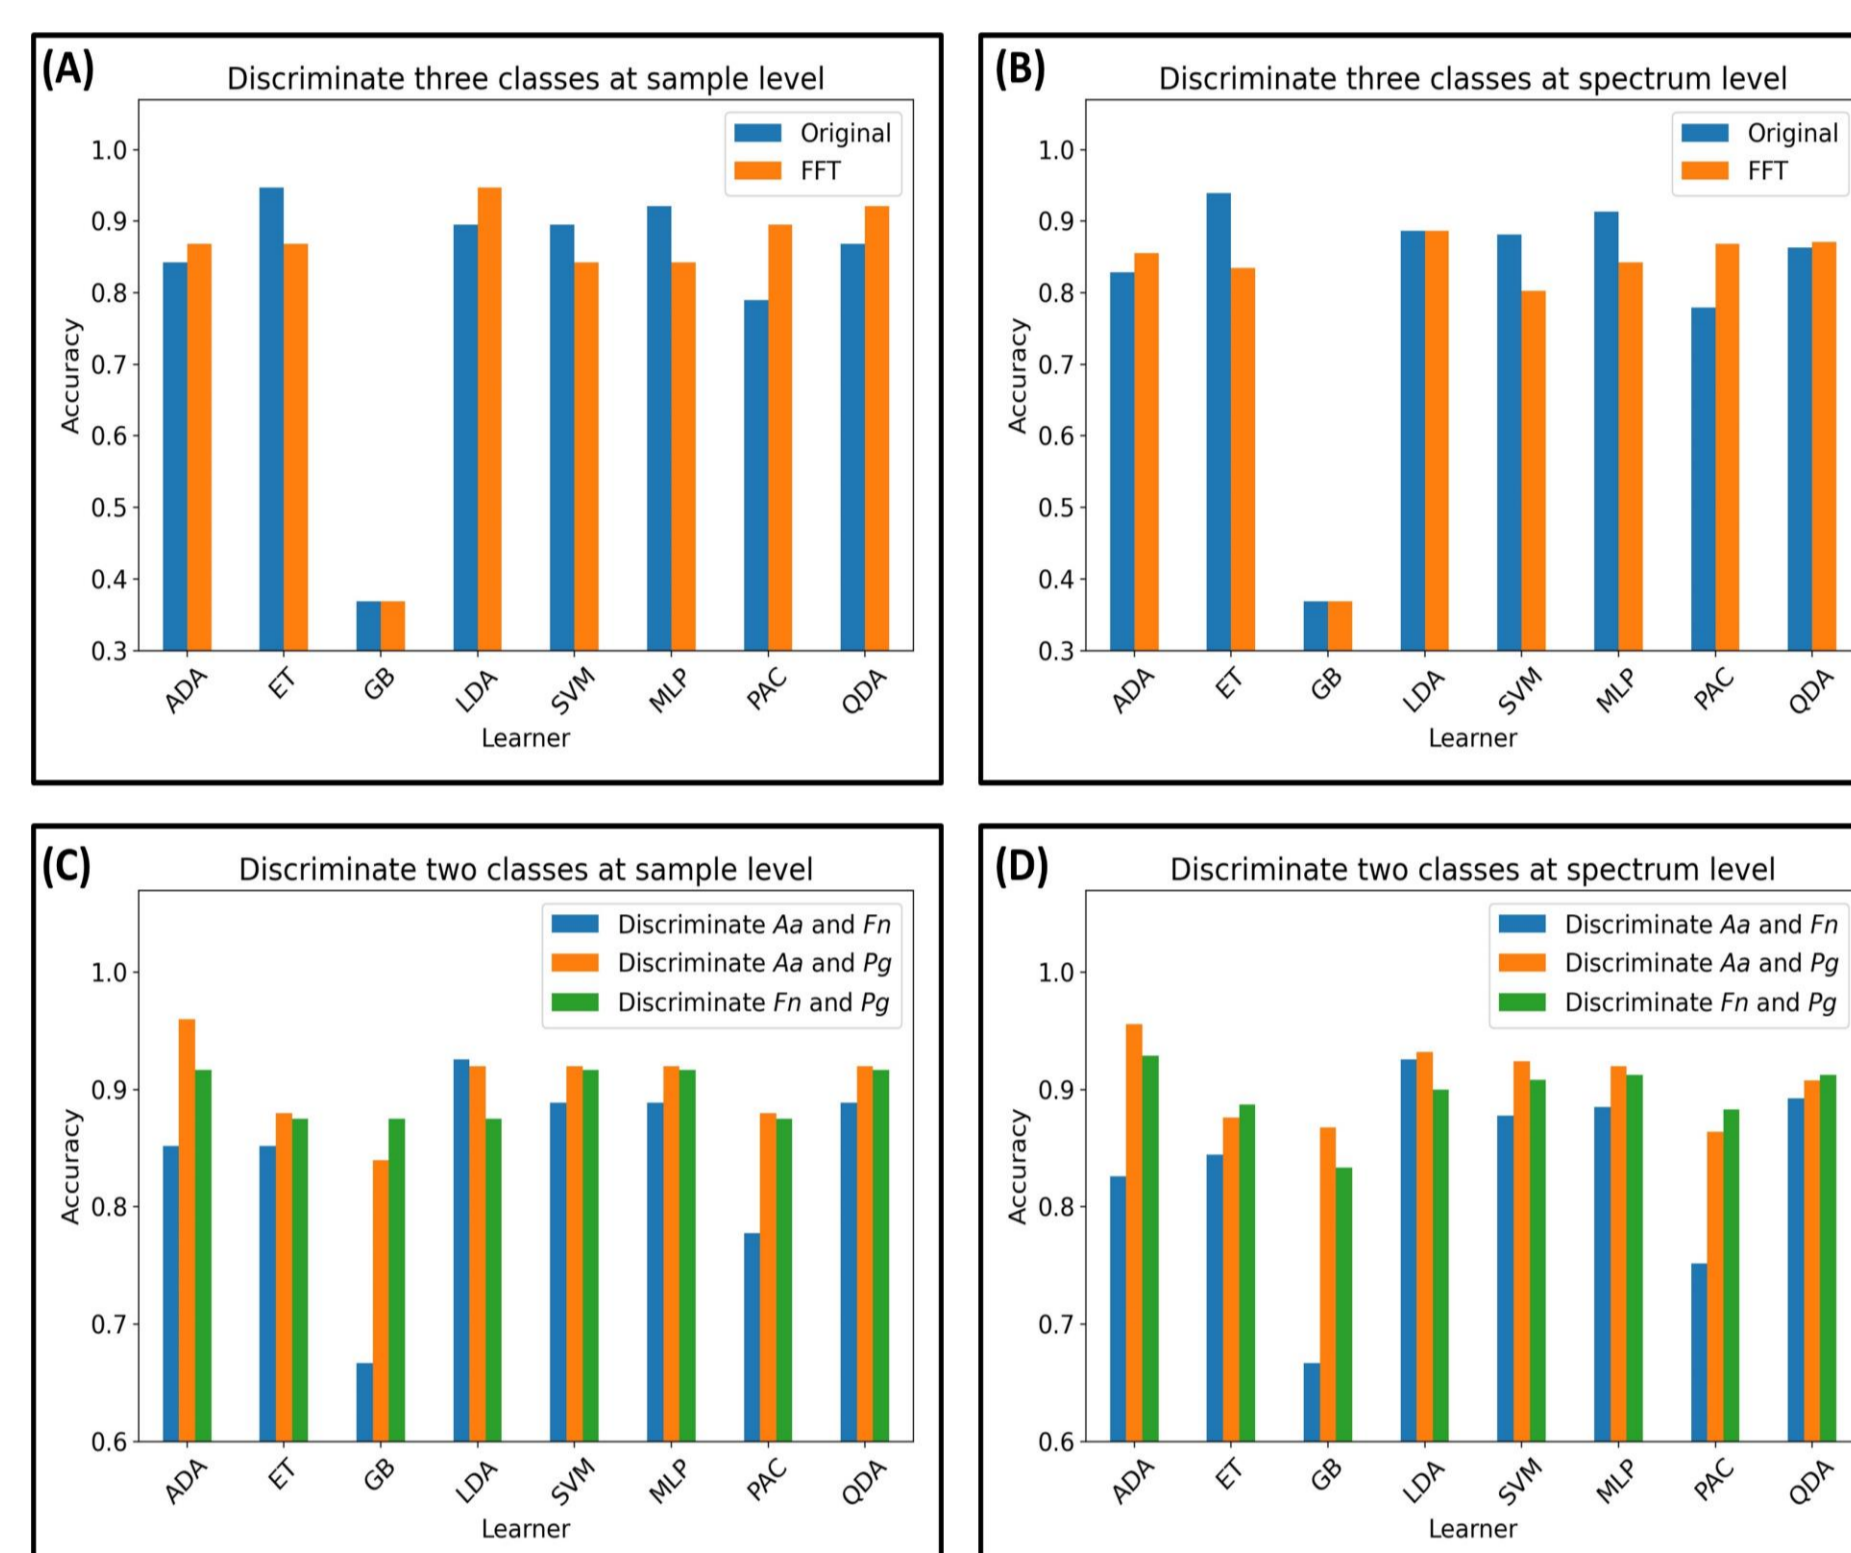 (A)
Discriminate three classes at sample level
Original
FFT
1.0
0.9
0.8
0.7
0.6
0.5
0.4
0.3
Accuracy
ADA ET GB LDA SVM MLP PAC QDA
Learner
(B)
Discriminate three classes at spectrum level
Original
FFT
1.0
0.9
0.8
0.7
0.6
0.5
0.4
0.3
Accuracy
ADA ET GB LDA SVM MLP PAC QDA
Learner
(C)
Discriminate two classes at sample level
Discriminate Aa and Fn
Discriminate Aa and Pg
Discriminate Fn and Pg
1.0
0.9
0.8
0.7
0.6
Accuracy
ADA ET GB LDA SVM MLP PAC QDA
Learner
(D)
Discriminate two classes at spectrum level
Discriminate Aa and Fn
Discriminate Aa and Pg
Discriminate Fn and Pg
1.0
0.9
0.8
0.7
0.6
Accuracy
ADA ET GB LDA SVM MLP PAC QDA
Learner